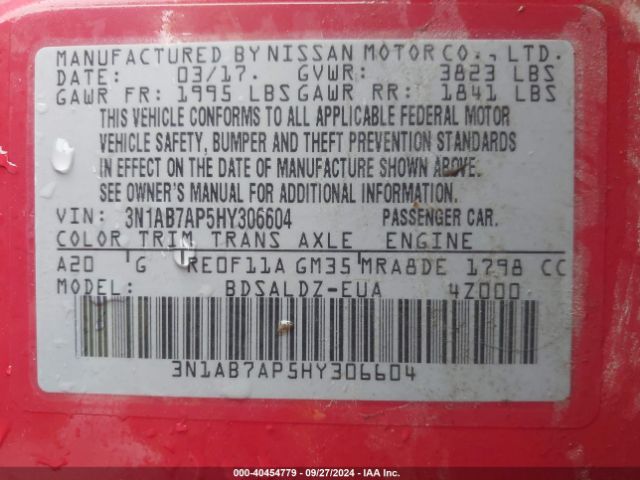 MANUFACTURED BY NISSAN MOTOR CO., LTD.
DATE: 03/17. GVWR: 3823 LBS
GAWR FR: 1995 LBS GAWR RR: 1841 LBS
THIS VEHICLE CONFORMS TO ALL APPLICABLE FEDERAL MOTOR
VEHICLE SAFETY, BUMPER AND THEFT PREVENTION STANDARDS
IN EFFECT ON THE DATE OF MANUFACTURE SHOWN ABOVE.
SEE OWNER'S MANUAL FOR ADDITIONAL INFORMATION.
VIN: 3N1AB7AP5HY306604 PASSENGER CAR.
COLOR TRIM TRANS AXLE ENGINE
A20 G RE0F11A GM35 MRA8DE 1798 CC
MODEL: BDSALDZ-EUA 4Z000
3N1AB7AP5HY306604
000-40454779 - 09/27/2024 - IAA Inc.